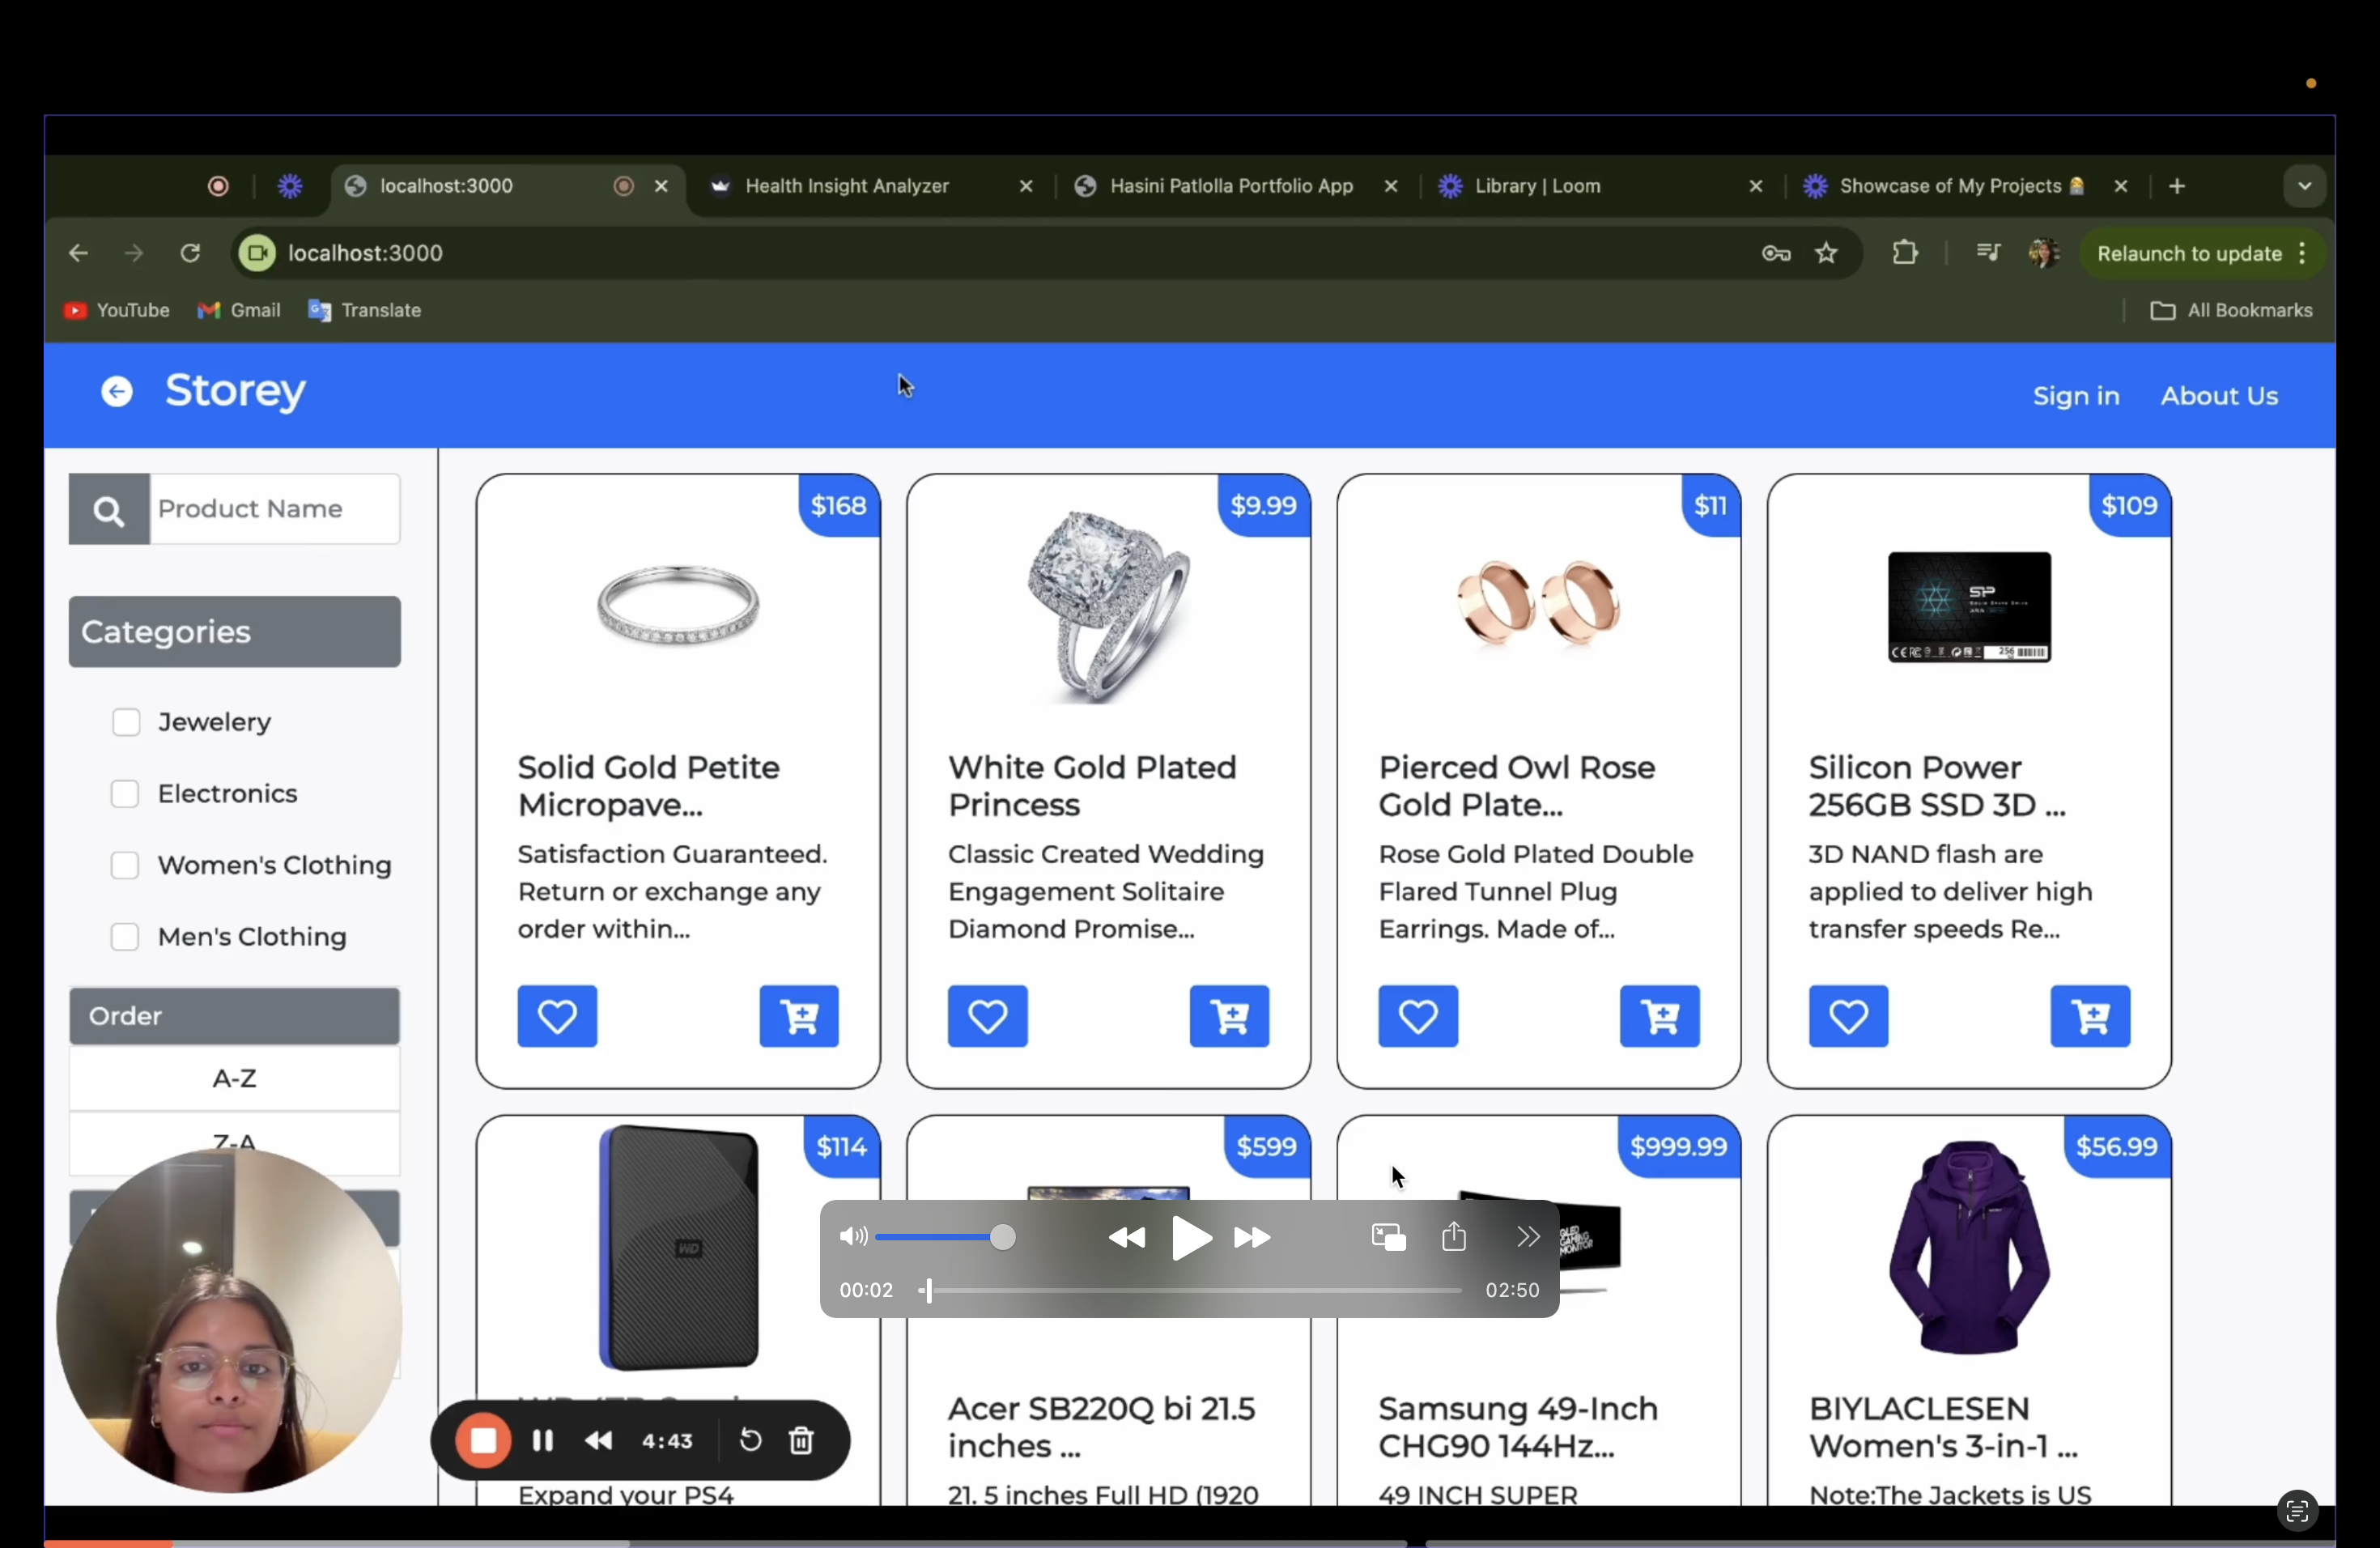 localhost:3000
Health Insight Analyzer
Hasini Patlolla Portfolio App
Library | Loom
Showcase of My Projects
localhost:3000
Relaunch to update
YouTube
Gmail
Translate
All Bookmarks
Storey
Sign in
About Us
Product Name
Categories
Jewelery
Electronics
Women's Clothing
Men's Clothing
Order
A-Z
Z-A
$168
Solid Gold Petite
Micropave...
Satisfaction Guaranteed.
Return or exchange any
order within...
$9.99
White Gold Plated
Princess
Classic Created Wedding
Engagement Solitaire
Diamond Promise...
$11
Pierced Owl Rose
Gold Plate...
Rose Gold Plated Double
Flared Tunnel Plug
Earrings. Made of...
$109
SP
256
Silicon Power
256GB SSD 3D ...
3D NAND flash are
applied to deliver high
transfer speeds Re...
$114
WD
Expand your PS4
$599
Acer SB220Q bi 21.5
inches ...
21. 5 inches Full HD (1920
$999.99
QLED
GAMING
MONITOR
Samsung 49-Inch
CHG90 144Hz...
49 INCH SUPER
$56.99
BIYLACLESEN
Women's 3-in-1 ...
Note:The Jackets is US
00:02
02:50
4:43